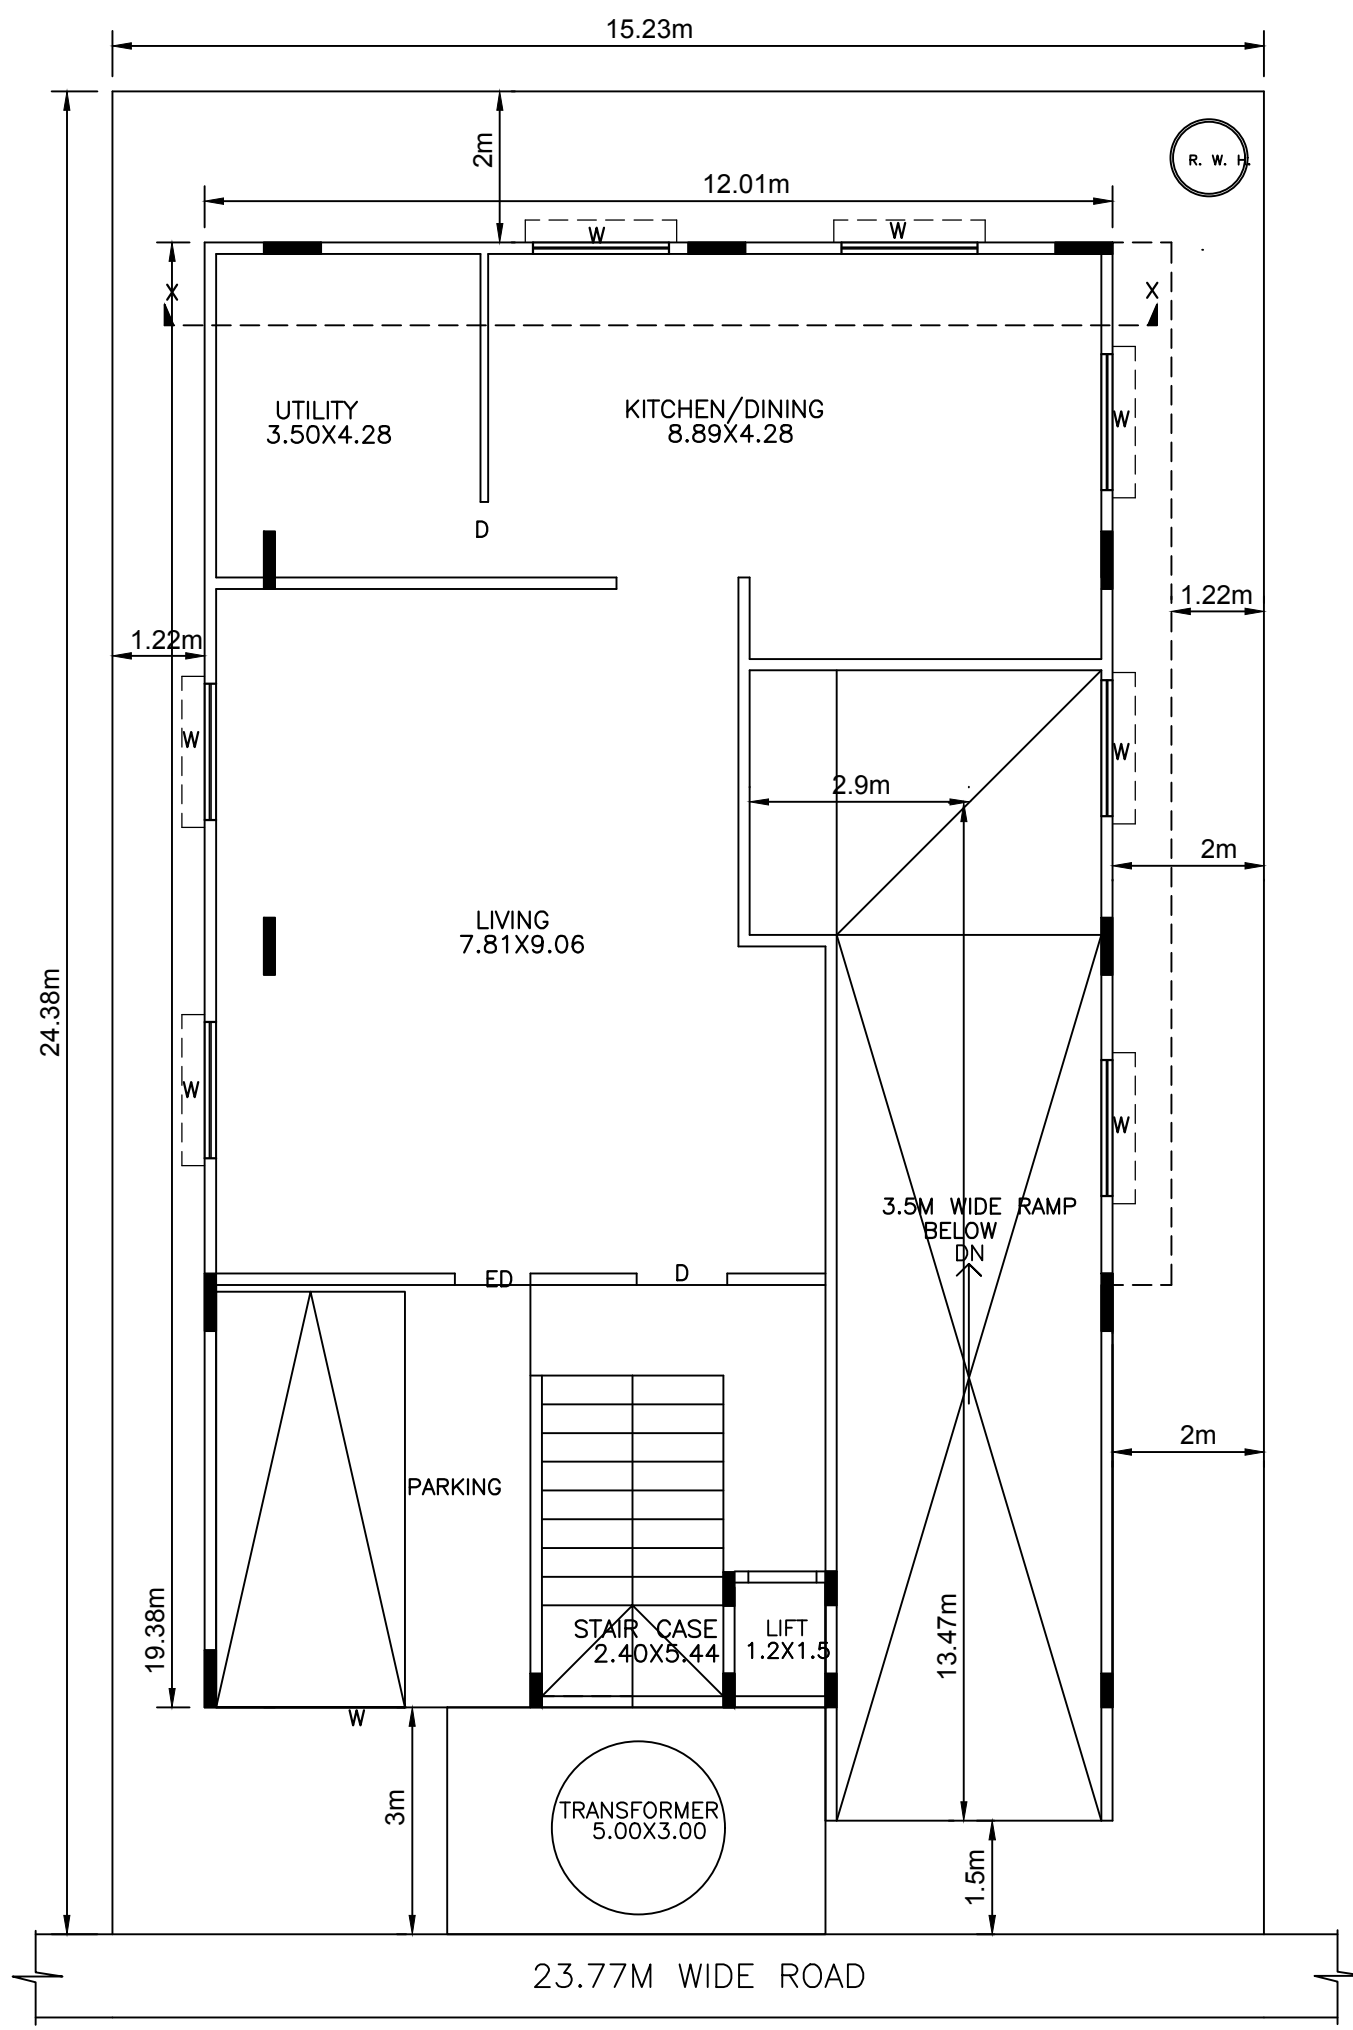 15.23m
2m
R. W. H.
12.01m
W
W
X
X
UTILITY
3.50X4.28
KITCHEN/DINING
8.89X4.28
W
D
1.22m
1.22m
W
W
2.9m
2m
LIVING
7.81X9.06
24.38m
W
W
3.5M WIDE RAMP
BELOW
DN
ED
D
2m
PARKING
19.38m
STAIR CASE
2.40X5.44
LIFT
1.2X1.5
13.47m
W
3m
TRANSFORMER
5.00X3.00
1.5m
23.77M WIDE ROAD